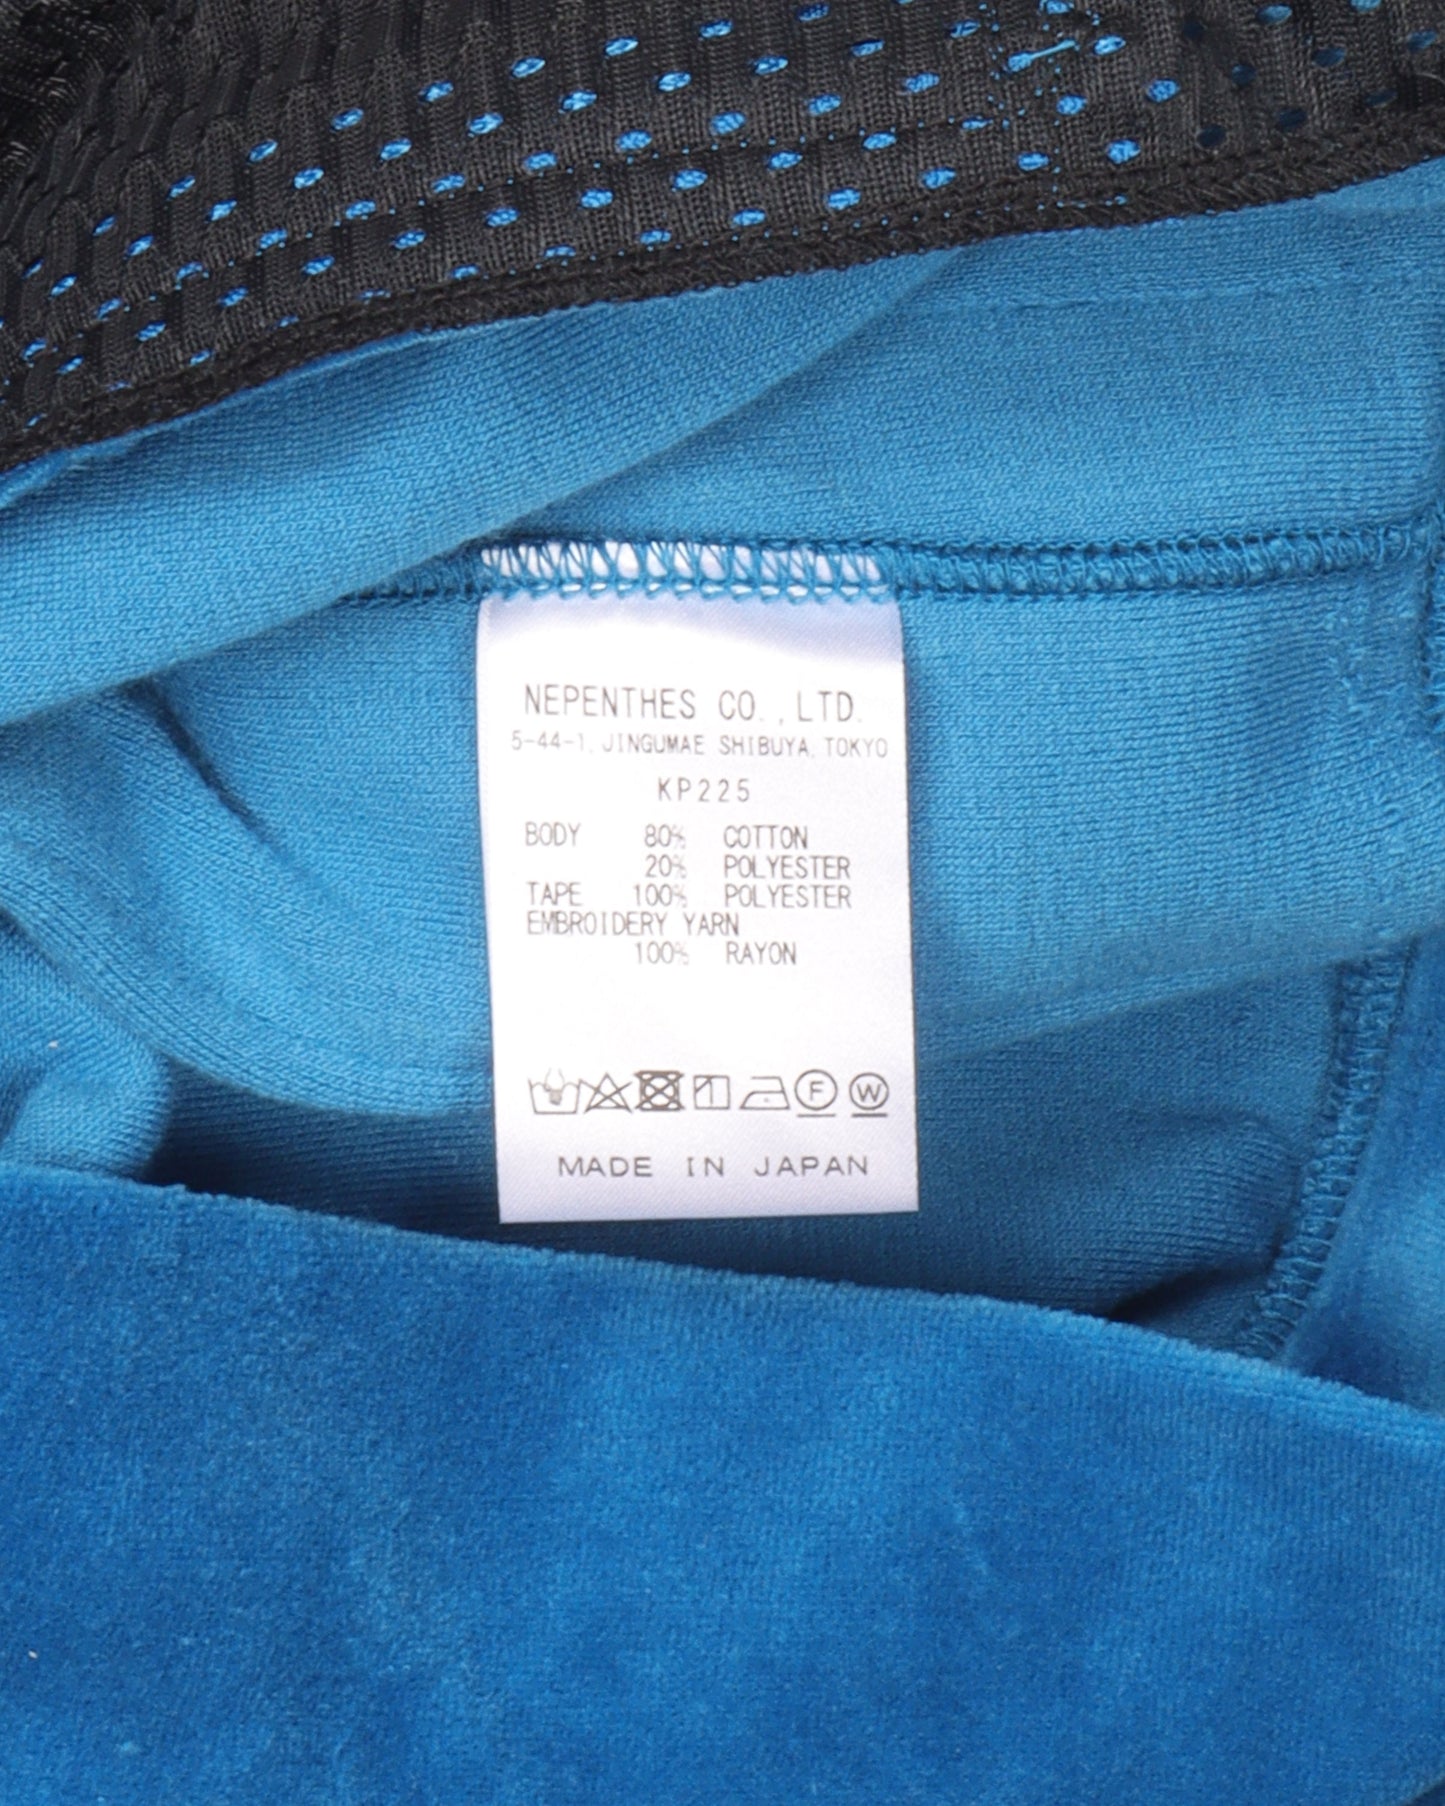 NEPENTHES CO.,LTD.
5-44-1, JINGUMAE SHIBUYA, TOKYO
KP225
BODY 80% COTTON
20% POLYESTER
TAPE 100% POLYESTER
EMBROIDERY YARN
100% RAYON
F W
MADE IN JAPAN